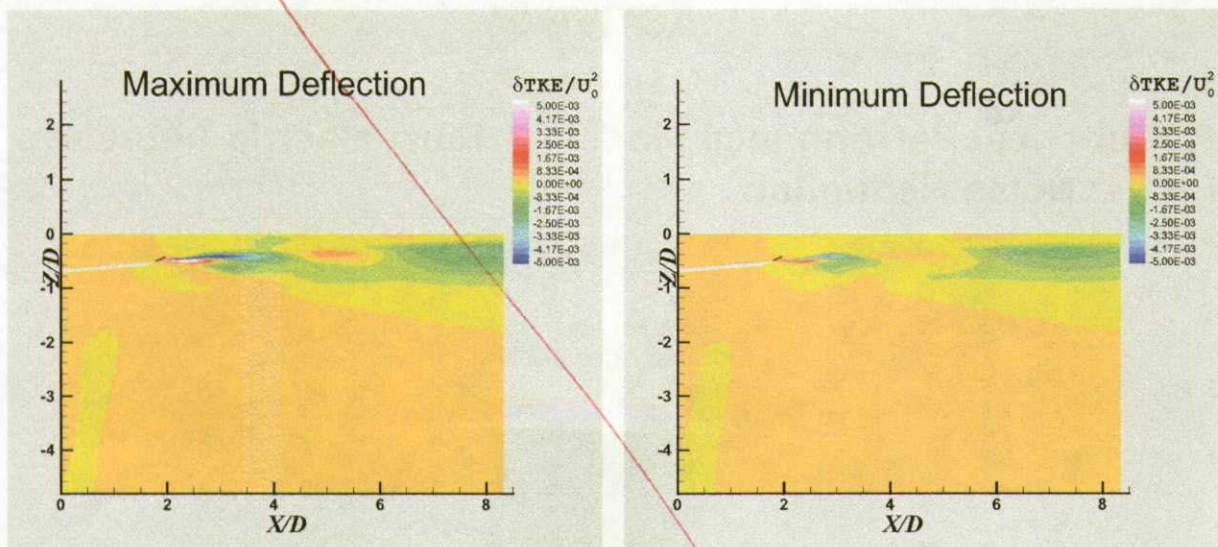 Maximum Deflection
δTKE/U₀²
5.00E-03
4.17E-03
3.33E-03
2.50E-03
1.67E-03
8.33E-04
0.00E+00
-8.33E-04
-1.67E-03
-2.50E-03
-3.33E-03
-4.17E-03
-5.00E-03
2
1
0
-1
-2
-3
-4
Z/D
0
2
4
6
8
X/D
Minimum Deflection
δTKE/U₀²
5.00E-03
4.17E-03
3.33E-03
2.50E-03
1.67E-03
8.33E-04
0.00E+00
-8.33E-04
-1.67E-03
-2.50E-03
-3.33E-03
-4.17E-03
-5.00E-03
2
1
0
-1
-2
-3
-4
Z/D
0
2
4
6
8
X/D